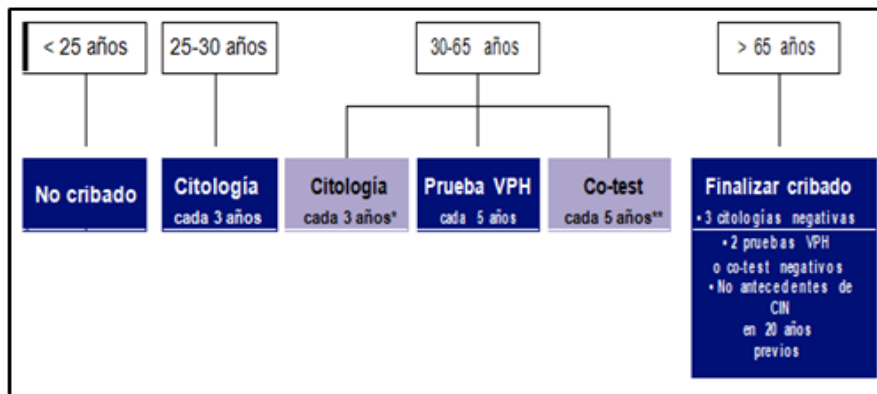 < 25 años
25-30 años
30-65 años
> 65 años
No cribado
Citología
cada 3 años
Citología
cada 3 años*
Prueba VPH
cada 5 años
Co-test
cada 5 años**
Finalizar cribado
• 3 citologías negativas
• 2 pruebas VPH
o co-test negativos
• No antecedentes de
CIN
en 20 años
previos